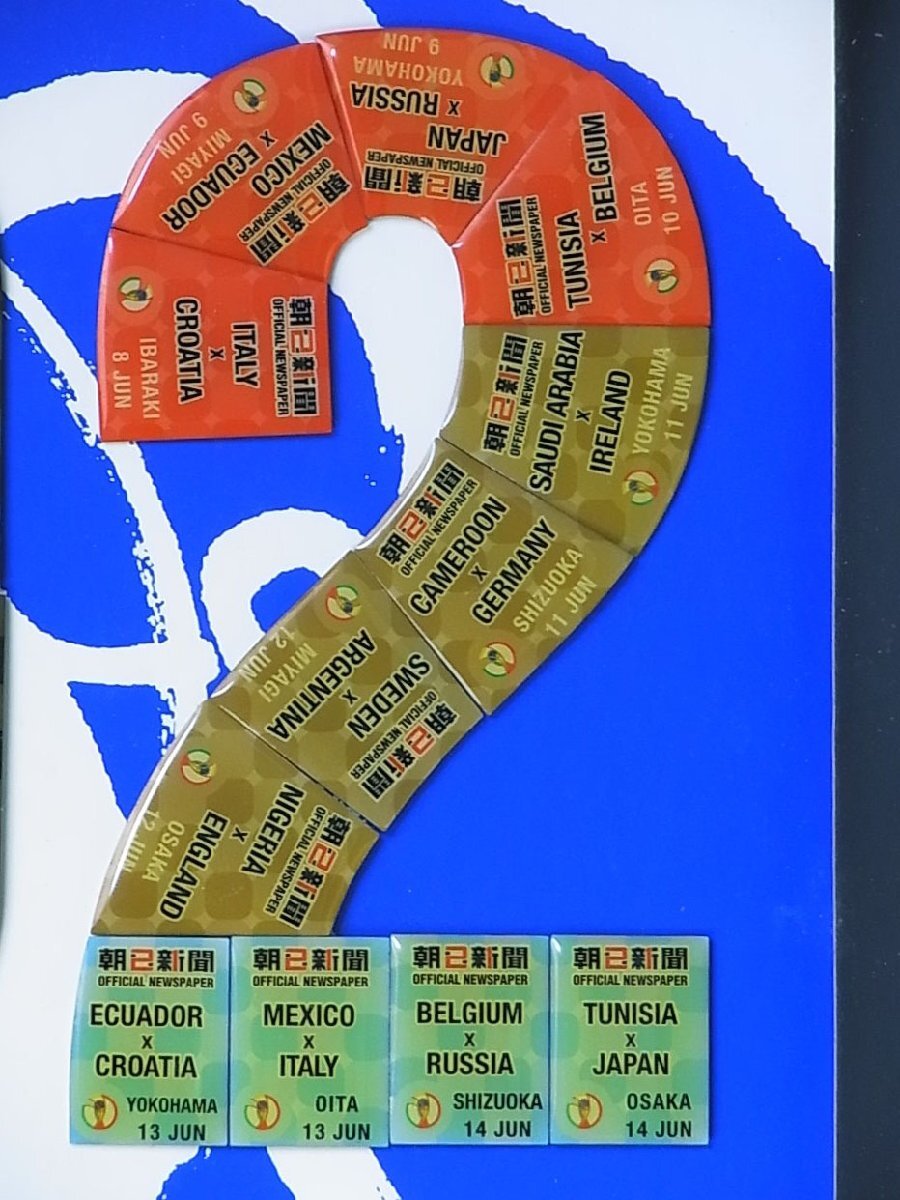 朝日新聞
OFFICIAL NEWSPAPER
ITALY
x
CROATIA
IBARAKI
8 JUN
朝日新聞
OFFICIAL NEWSPAPER
MEXICO
x
ECUADOR
MIYAGI
9 JUN
朝日新聞
OFFICIAL NEWSPAPER
JAPAN
x
RUSSIA
YOKOHAMA
9 JUN
朝日新聞
OFFICIAL NEWSPAPER
TUNISIA
x
BELGIUM
OITA
10 JUN
朝日新聞
OFFICIAL NEWSPAPER
SAUDI ARABIA
x
IRELAND
YOKOHAMA
11 JUN
朝日新聞
OFFICIAL NEWSPAPER
CAMEROON
x
GERMANY
SHIZUOKA
11 JUN
朝日新聞
OFFICIAL NEWSPAPER
SWEDEN
x
ARGENTINA
MIYAGI
12 JUN
朝日新聞
OFFICIAL NEWSPAPER
NIGERIA
x
ENGLAND
OSAKA
12 JUN
朝日新聞
OFFICIAL NEWSPAPER
ECUADOR
x
CROATIA
YOKOHAMA
13 JUN
朝日新聞
OFFICIAL NEWSPAPER
MEXICO
x
ITALY
OITA
13 JUN
朝日新聞
OFFICIAL NEWSPAPER
BELGIUM
x
RUSSIA
SHIZUOKA
14 JUN
朝日新聞
OFFICIAL NEWSPAPER
TUNISIA
x
JAPAN
OSAKA
14 JUN